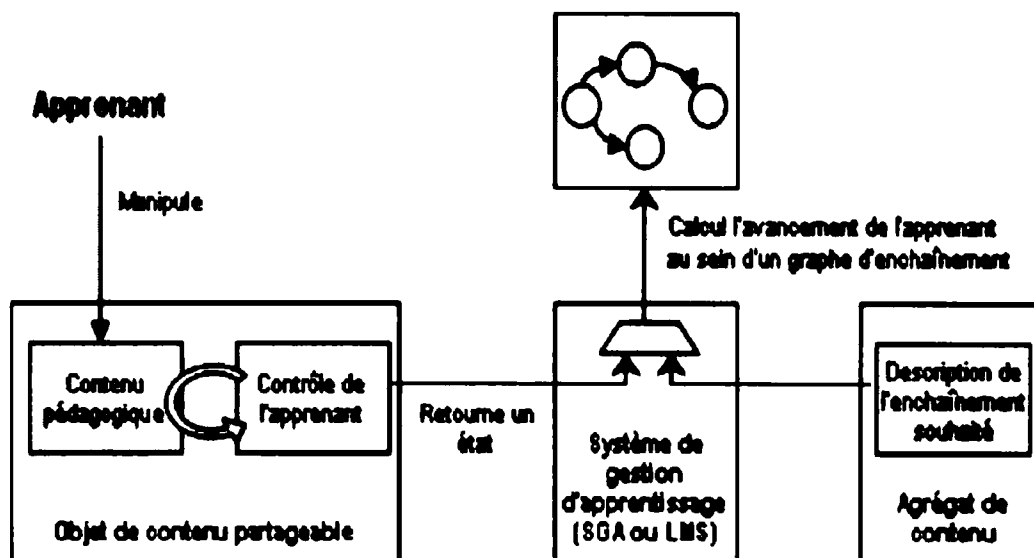 Apprenant
Manipule
Calcul l'avancement de l'apprenant
au sein d'un graphe d'enchaînement
Contenu
pédagogique
Contrôle de
l'apprenant
Retourne un
état
Objet de contenu partageable
Système de
gestion
d'apprentissage
(SGA ou LMS)
Description de
l'enchaînement
souhaité
Agrégat de
contenu